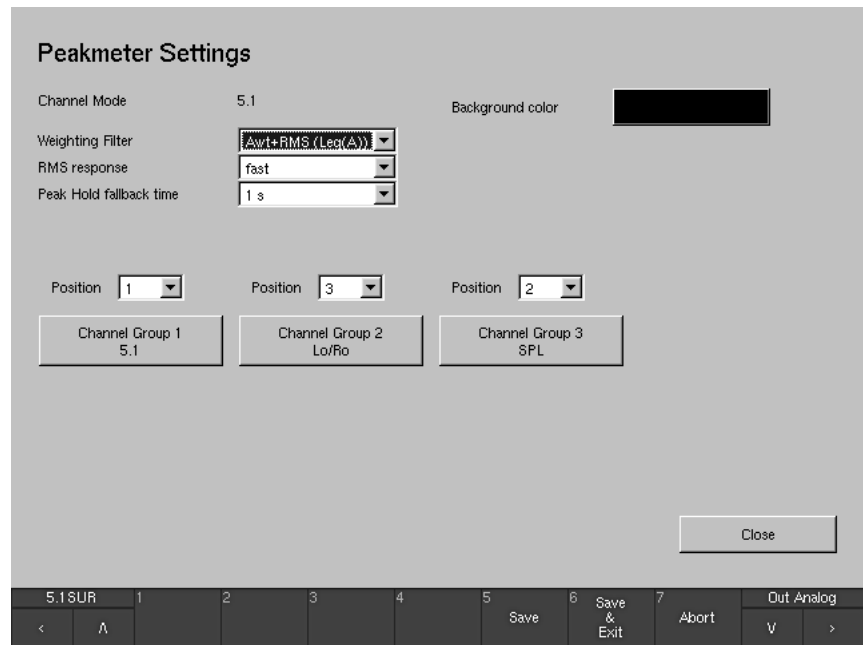 Peakmeter Settings
Channel Mode 5.1 Background color
Weighting Filter Awt+RMS (Leq(A))
RMS response fast
Peak Hold fallback time 1 s
Position 1 Position 3 Position 2
Channel Group 1 Channel Group 2 Channel Group 3
5.1 Lo/Ro SPL
Close
5.1SUR 1 2 3 4 5 6 7 Out Analog
Save Save & Exit Abort
< Λ V >